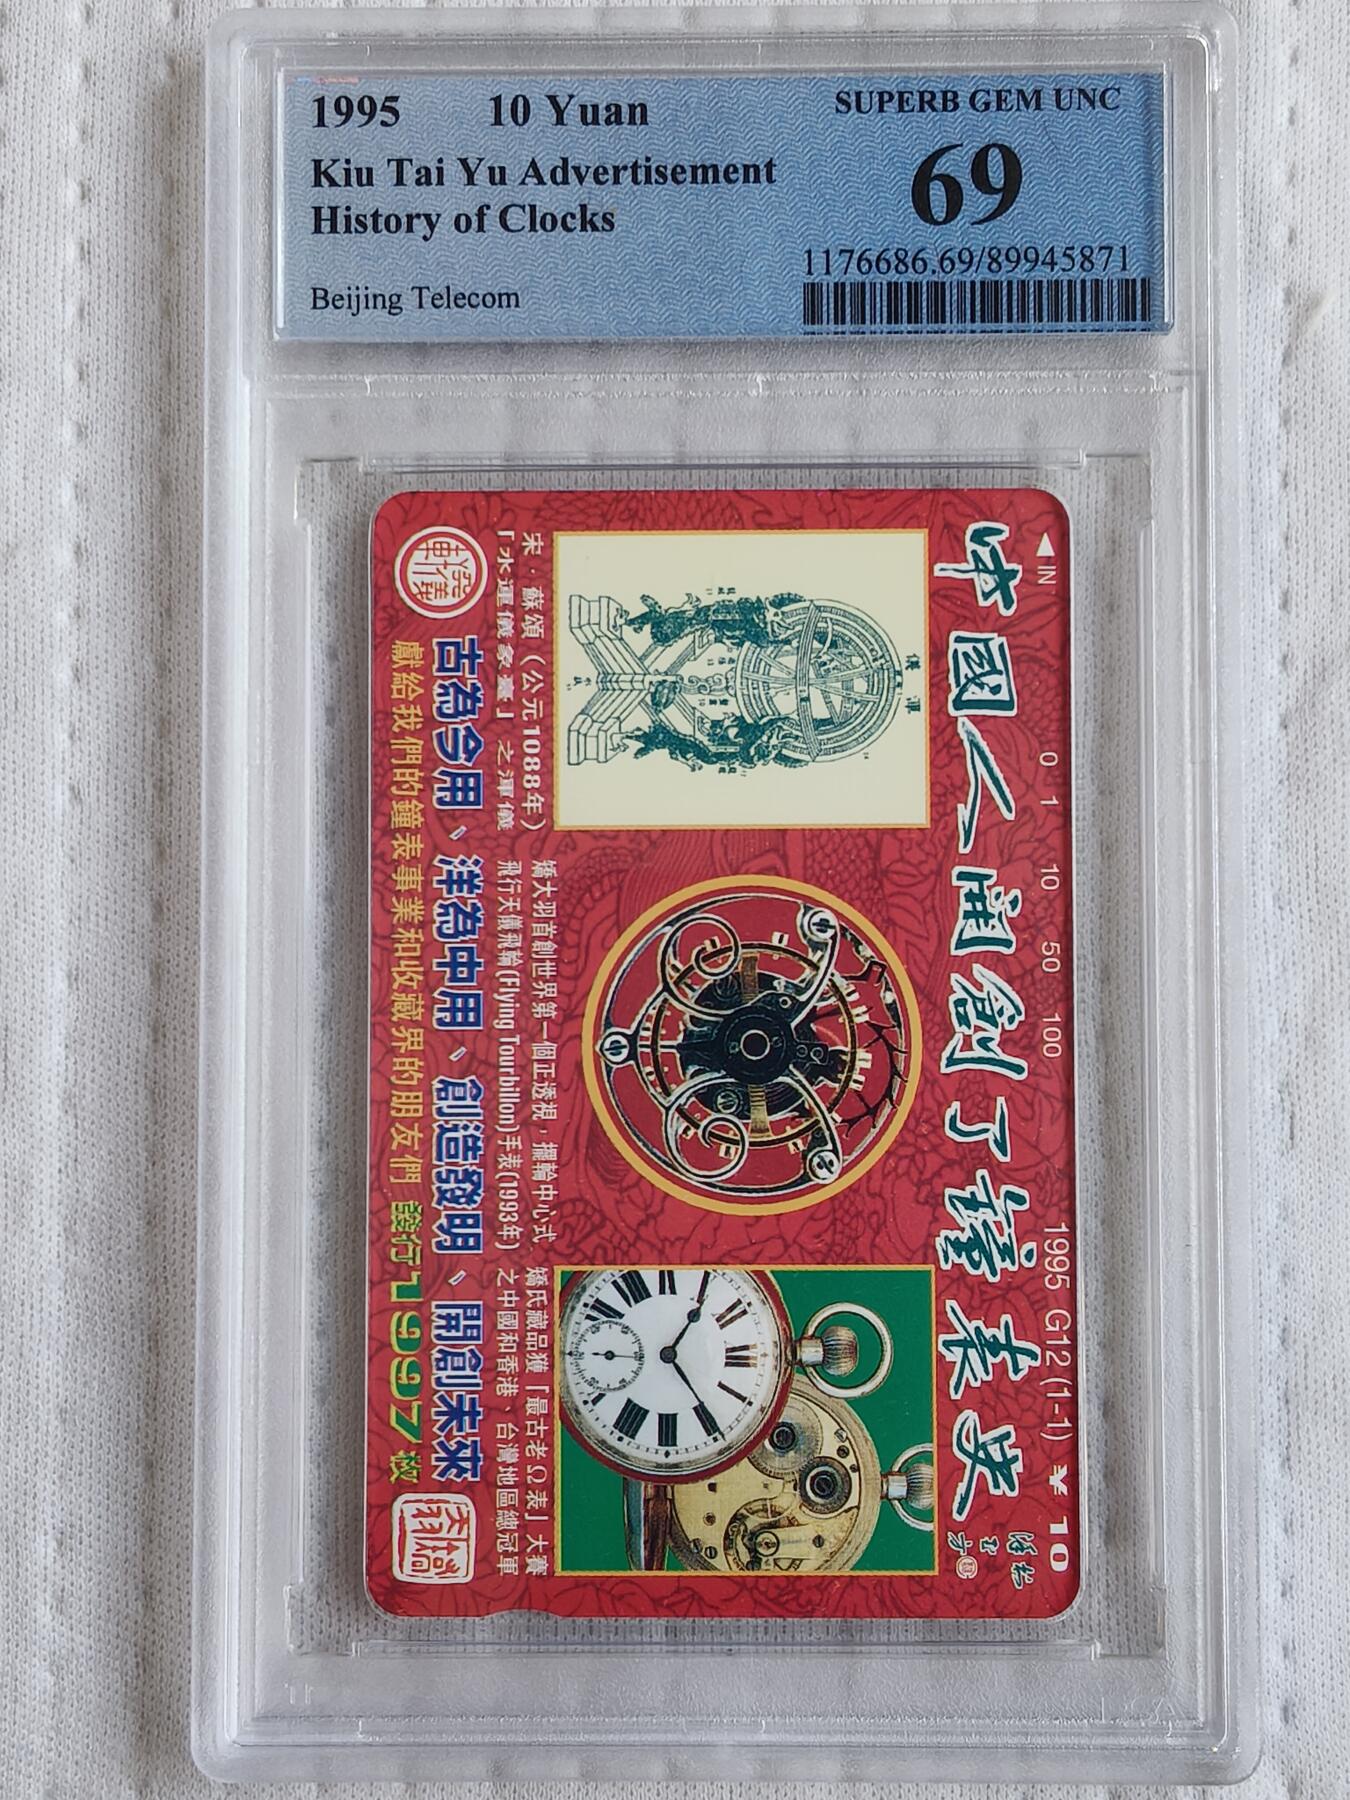 1995 10 Yuan
Kiu Tai Yu Advertisement
History of Clocks
Beijing Telecom
SUPERB GEM UNC
69
1176686.69/89945871
◀ IN 0 1 10 50 100 1995 G12 (1-1) ¥ 10
中國人開創了鐘表史
渾儀
宋·蘇頌(公元1088年)
「水運儀象臺」之渾儀
矯大羽首創世界第一個正透視,擺輪中心式
飛行天儀飛輪(Flying Tourbillon)手表(1993年)
矯氏藏品獲「最古老Ω表」大賽
之中國和香港、台灣地區總冠軍
古為今用、洋為中用、創造發明、開創未來
獻給我們的鐘表事業和收藏界的朋友們 發行1997枚